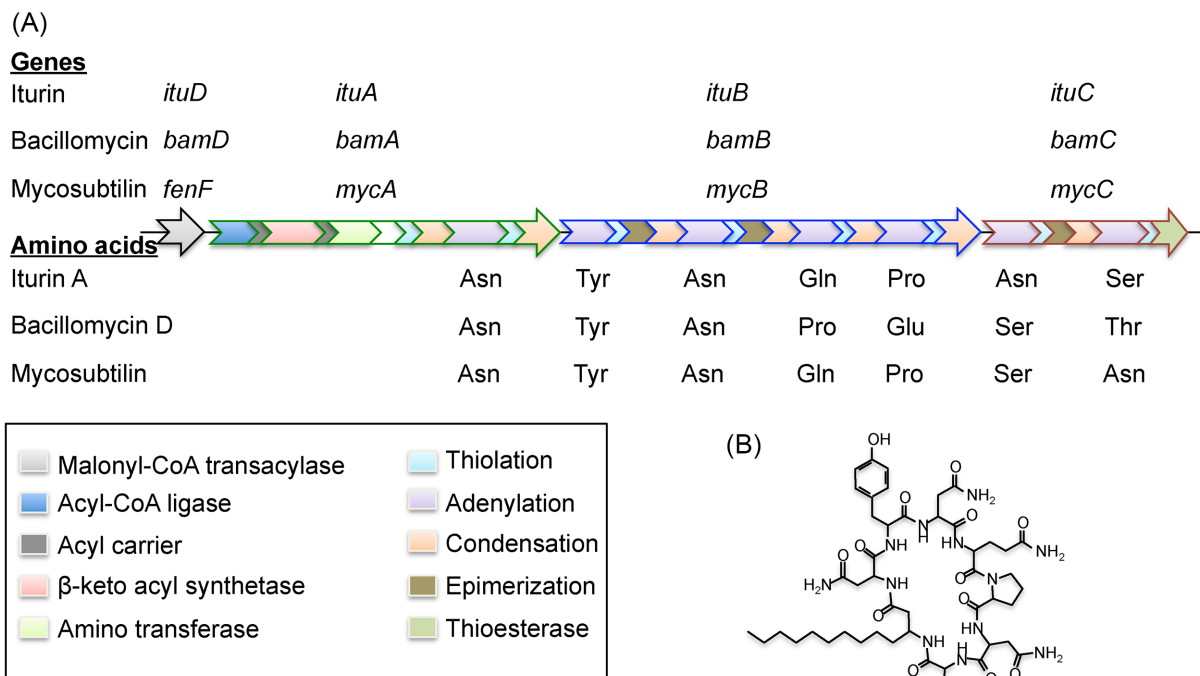 (A)
Genes
Iturin ituD ituA ituB ituC
Bacillomycin bamD bamA bamB bamC
Mycosubtilin fenF mycA mycB mycC
Amino acids
Iturin A Asn Tyr Asn Gln Pro Asn Ser
Bacillomycin D Asn Tyr Asn Pro Glu Ser Thr
Mycosubtilin Asn Tyr Asn Gln Pro Ser Asn
Malonyl-CoA transacylase
Acyl-CoA ligase
Acyl carrier
β-keto acyl synthetase
Amino transferase
Thiolation
Adenylation
Condensation
Epimerization
Thioesterase
(B)
OH
O
NH2
O
O
N
H
O
HN
O
NH
O
NH2
O
O
N
H2N
NH
O
O
HN
O
NH
H
N
O
O
O
NH2